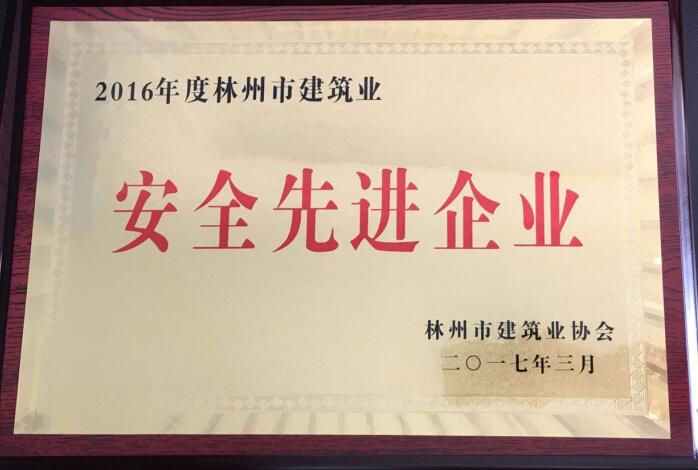 2016年度林州市建筑业
安全先进企业
林州市建筑业协会
二〇一七年三月